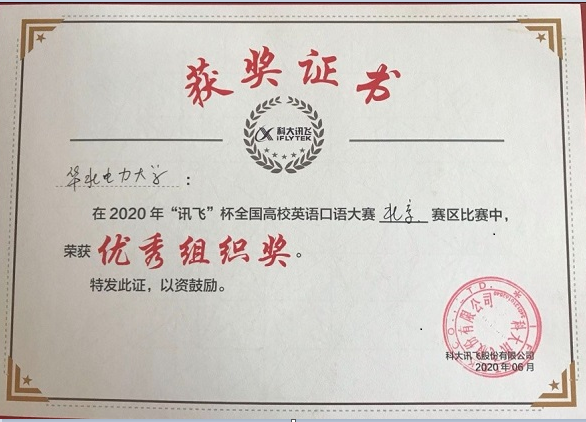 获奖证书
科大讯飞
iFLYTEK
华北电力大学：
在2020年“讯飞”杯全国高校英语口语大赛 北京 赛区比赛中，
荣获优秀组织奖。
特发此证，以资鼓励。
科大讯飞股份有限公司
2020年06月